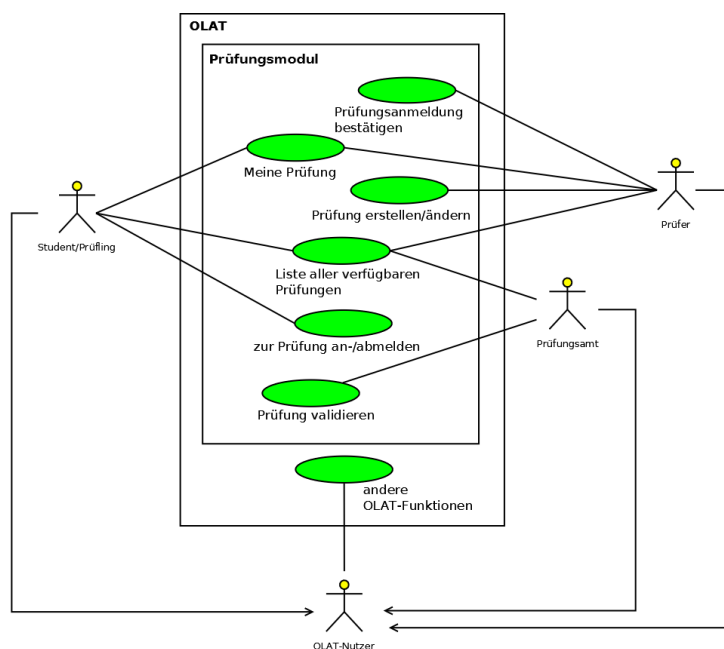 OLAT
Prüfungsmodul
Prüfungsanmeldung
bestätigen
Meine Prüfung
Prüfung erstellen/ändern
Student/Prüfling
Prüfer
Liste aller verfügbaren
Prüfungen
zur Prüfung an-/abmelden
Prüfungsamt
Prüfung validieren
andere
OLAT-Funktionen
OLAT-Nutzer